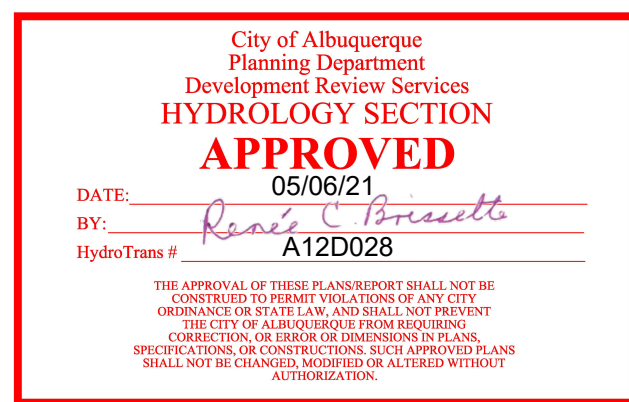 City of Albuquerque
Planning Department
Development Review Services
HYDROLOGY SECTION
APPROVED
DATE: 05/06/21
BY: Renée C. Brissette
HydroTrans # A12D028
THE APPROVAL OF THESE PLANS/REPORT SHALL NOT BE
CONSTRUED TO PERMIT VIOLATIONS OF ANY CITY
ORDINANCE OR STATE LAW, AND SHALL NOT PREVENT
THE CITY OF ALBUQUERQUE FROM REQUIRING
CORRECTION, OR ERROR OR DIMENSIONS IN PLANS,
SPECIFICATIONS, OR CONSTRUCTIONS. SUCH APPROVED PLANS
SHALL NOT BE CHANGED, MODIFIED OR ALTERED WITHOUT
AUTHORIZATION.